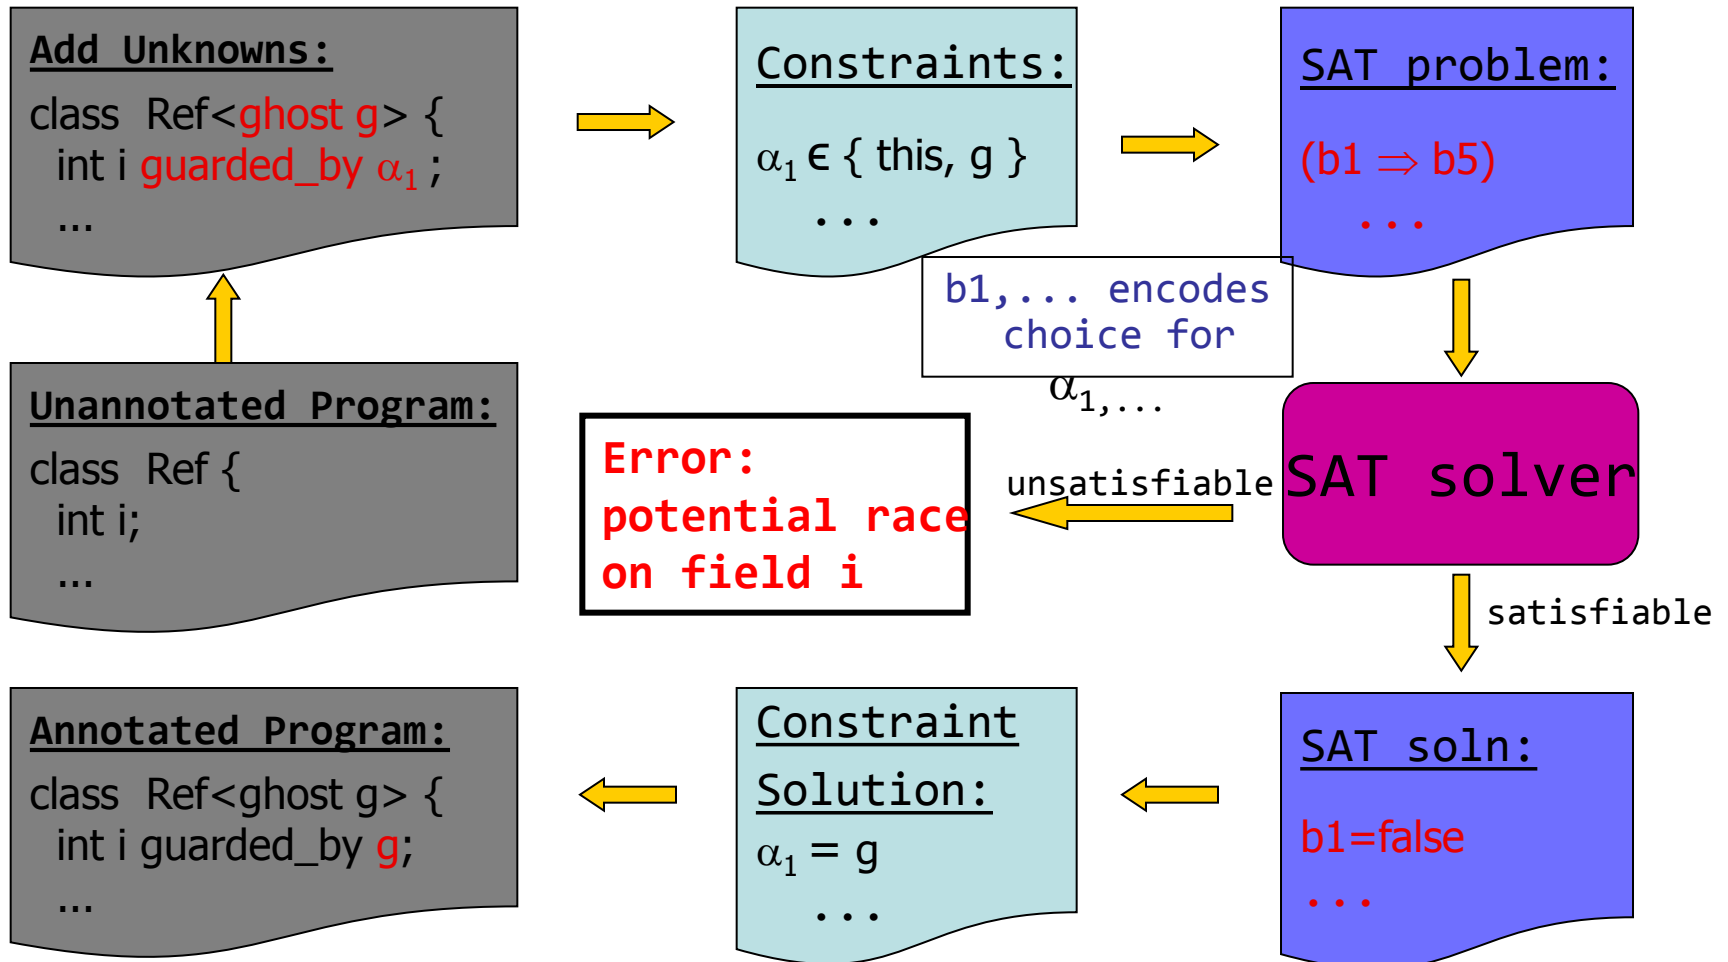 Add Unknowns:
class Ref<ghost g> {
int i guarded_by α₁ ;
...
Constraints:
α₁ ϵ { this, g }
...
SAT problem:
(b1 ⇒ b5)
...
b1,... encodes
choice for
α₁,...
Unannotated Program:
class Ref {
int i;
...
Error:
potential race
on field i
unsatisfiable
SAT solver
satisfiable
Annotated Program:
class Ref<ghost g> {
int i guarded_by g;
...
Constraint
Solution:
α₁ = g
...
SAT soln:
b1=false
...